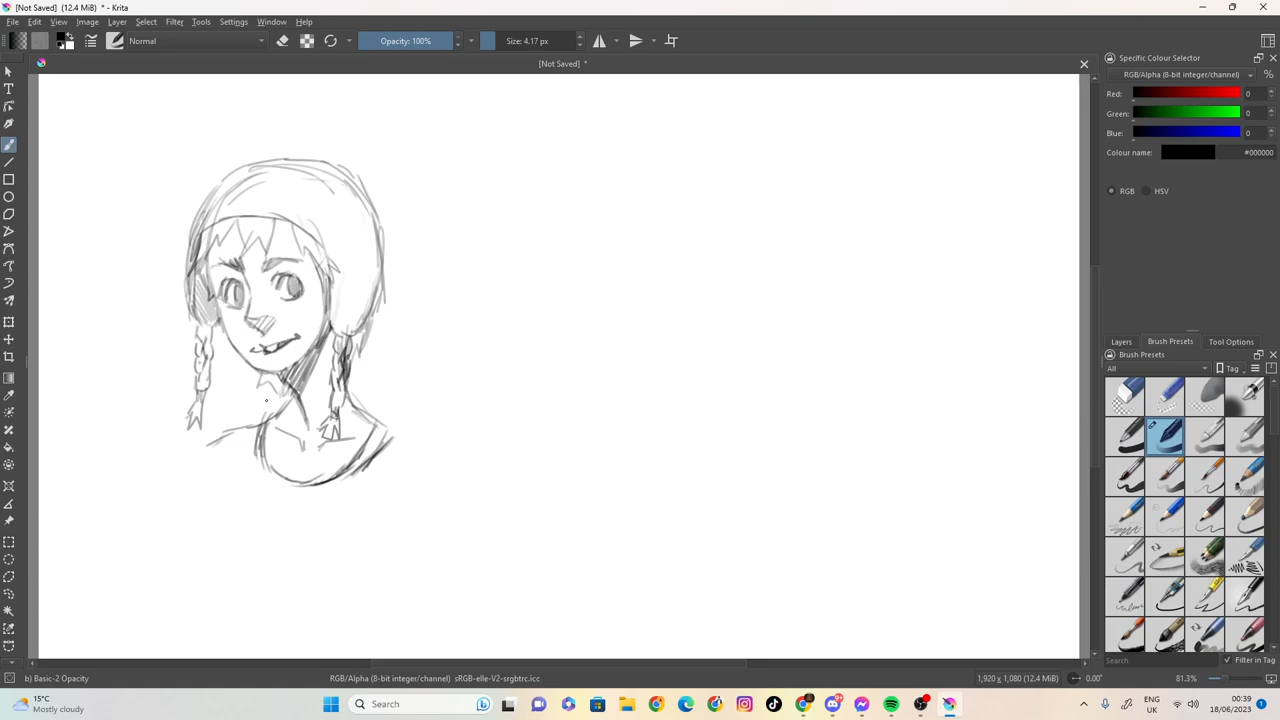 [Not Saved] (12.4 MiB) * - Krita
File Edit View Image Layer Select Filter Tools Settings Window Help
Normal Opacity: 100% Size: 4.17 px
[Not Saved] *
Specific Colour Selector
RGB/Alpha (8-bit integer/channel) %
Red: 0
Green: 0
Blue: 0
Colour name: #000000
RGB HSV
Layers Brush Presets Tool Options
Brush Presets
All Tag
Search Filter in Tag
b) Basic-2 Opacity RGB/Alpha (8-bit integer/channel) sRGB-elle-V2-srgbtrc.icc 1,920 x 1,080 (12.4 MiB) 0.00° 81.3%
15°C
Mostly cloudy
Search
ENG
UK
00:39
18/06/2023